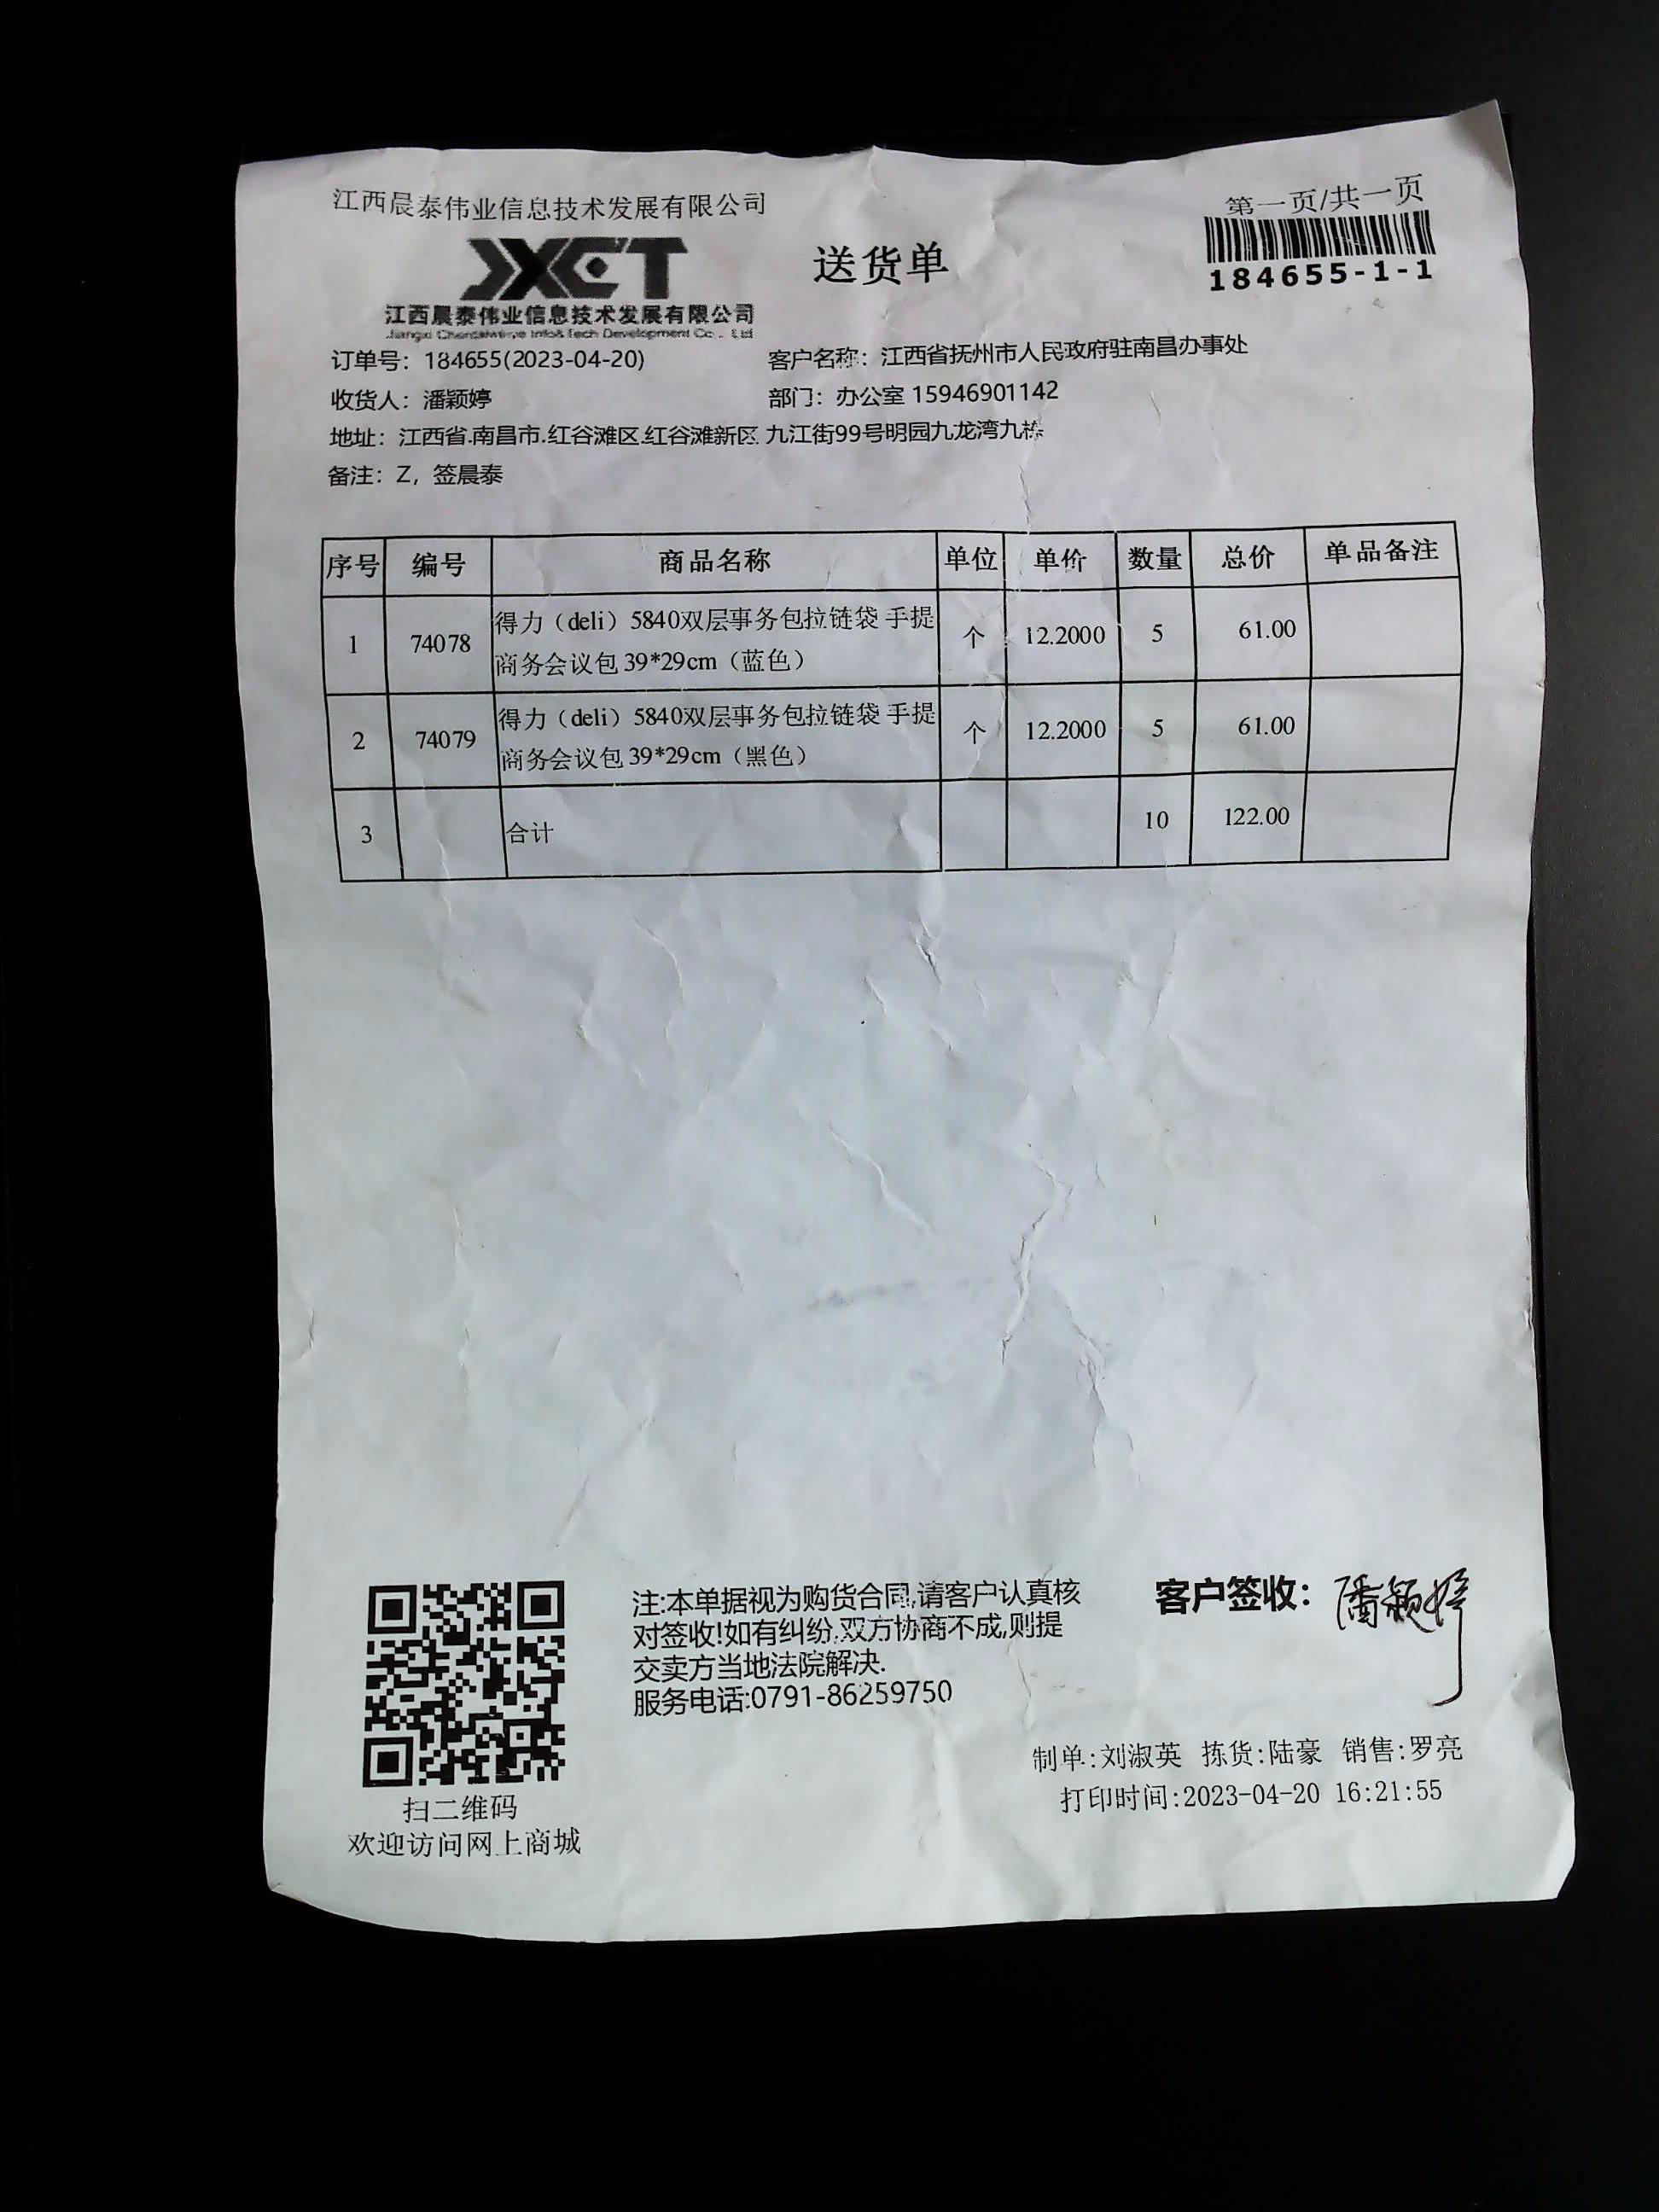 江西晨泰伟业信息技术发展有限公司
第一页/共一页
JXCT
送货单
184655-1-1
江西晨泰伟业信息技术发展有限公司
订单号：184655(2023-04-20)
客户名称：江西省抚州市人民政府驻南昌办事处
收货人：潘颖婷
部门：办公室 15946901142
地址：江西省.南昌市.红谷滩区.红谷滩新区 九江街99号明园九龙湾九栋
备注：Z，签晨泰
序号 编号 商品名称 单位 单价 数量 总价 单品备注
1 74078 得力（deli）5840双层事务包拉链袋 手提
商务会议包 39*29cm（蓝色） 个 12.2000 5 61.00
2 74079 得力（deli）5840双层事务包拉链袋 手提
商务会议包 39*29cm（黑色） 个 12.2000 5 61.00
3 合计 10 122.00
注:本单据视为购货合同,请客户认真核
对签收!如有纠纷,双方协商不成,则提
交卖方当地法院解决.
服务电话:0791-86259750
客户签收：潘颖婷
扫二维码
欢迎访问网上商城
制单:刘淑英 拣货:陆豪 销售:罗亮
打印时间:2023-04-20 16:21:55